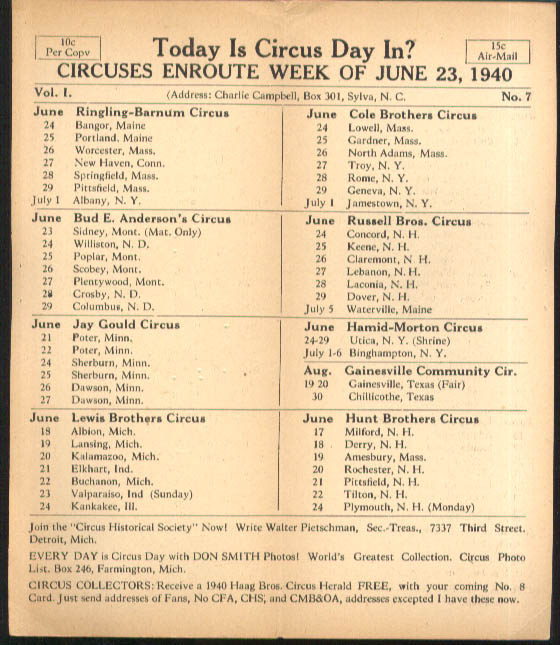 10c
Per Copy
Today Is Circus Day In?
15c
Air-Mail
CIRCUSES ENROUTE WEEK OF JUNE 23, 1940
Vol. I.
(Address: Charlie Campbell, Box 301, Sylva, N. C.
No. 7
June Ringling-Barnum Circus
24 Bangor, Maine
25 Portland, Maine
26 Worcester, Mass.
27 New Haven, Conn.
28 Springfield, Mass.
29 Pittsfield, Mass.
July 1 Albany, N. Y.
June Bud E. Anderson's Circus
23 Sidney, Mont. (Mat. Only)
24 Williston, N. D.
25 Poplar, Mont.
26 Scobey, Mont.
27 Plentywood, Mont.
28 Crosby, N. D.
29 Columbus, N. D.
June Jay Gould Circus
21 Poter, Minn.
22 Poter, Minn.
24 Sherburn, Minn.
25 Sherburn, Minn.
26 Dawson, Minn.
27 Dawson, Minn.
June Lewis Brothers Circus
18 Albion, Mich.
19 Lansing, Mich.
20 Kalamazoo, Mich.
21 Elkhart, Ind.
22 Buchanon, Mich.
23 Valparaiso, Ind (Sunday)
24 Kankakee, Ill.
June Cole Brothers Circus
24 Lowell, Mass.
25 Gardner, Mass.
26 North Adams, Mass.
27 Troy, N. Y.
28 Rome, N. Y.
29 Geneva, N. Y.
July 1 Jamestown, N. Y.
June Russell Bros. Circus
24 Concord, N. H.
25 Keene, N. H.
26 Claremont, N. H.
27 Lebanon, N. H.
28 Laconia, N. H.
29 Dover, N. H.
July 5 Waterville, Maine
June Hamid-Morton Circus
24-29 Utica, N. Y. (Shrine)
July 1-6 Binghampton, N. Y.
Aug. Gainesville Community Cir.
19 20 Gainesville, Texas (Fair)
30 Chillicothe, Texas
June Hunt Brothers Circus
17 Milford, N. H.
18 Derry, N. H.
19 Amesbury, Mass.
20 Rochester, N. H.
21 Pittsfield, N. H.
22 Tilton, N. H.
24 Plymouth, N. H. (Monday)
Join the "Circus Historical Society" Now! Write Walter Pietschman, Sec.-Treas., 7337 Third Street.
Detroit, Mich.
EVERY DAY is Circus Day with DON SMITH Photos! World's Greatest Collection. Circus Photo
List. Box 246, Farmington, Mich.
CIRCUS COLLECTORS: Receive a 1940 Haag Bros. Circus Herald FREE, with your coming No. 8
Card. Just send addresses of Fans, No CFA, CHS, and CMB&OA, addresses excepted I have these now.